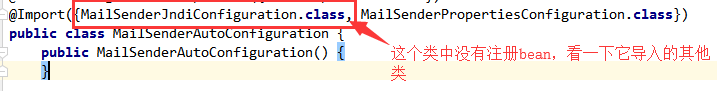 @Import({MailSenderJndiConfiguration.class, MailSenderPropertiesConfiguration.class})
public class MailSenderAutoConfiguration {
public MailSenderAutoConfiguration() {
}
这个类中没有注册bean，看一下它导入的其他
类